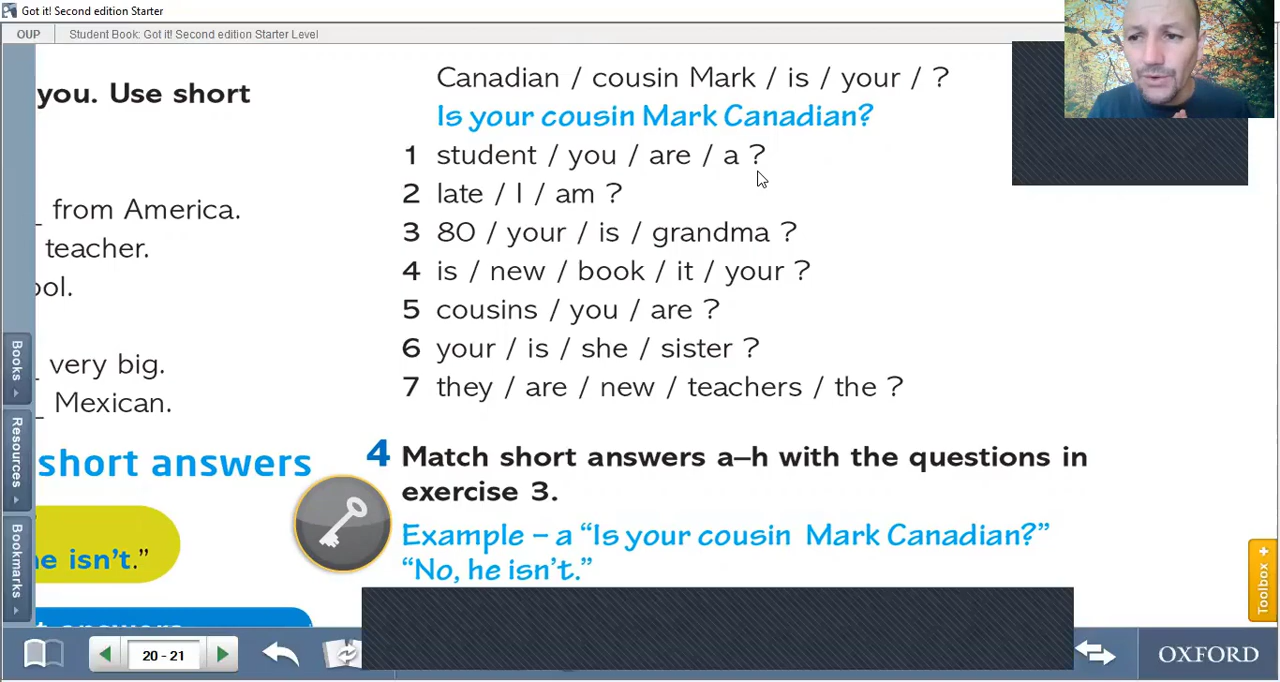 Got it! Second edition Starter
OUP
Student Book: Got it! Second edition Starter Level
you. Use short
from America.
teacher.
ool.
very big.
Mexican.
short answers
he isn't."
t answers
Canadian / cousin Mark / is / your / ?
Is your cousin Mark Canadian?
1 student / you / are / a ?
2 late / I / am ?
3 80 / your / is / grandma ?
4 is / new / book / it / your ?
5 cousins / you / are ?
6 your / is / she / sister ?
7 they / are / new / teachers / the ?
4 Match short answers a–h with the questions in
exercise 3.
Example – a "Is your cousin Mark Canadian?"
"No, he isn't."
Books
Resources
Bookmarks
Toolbox +
20 - 21
OXFORD